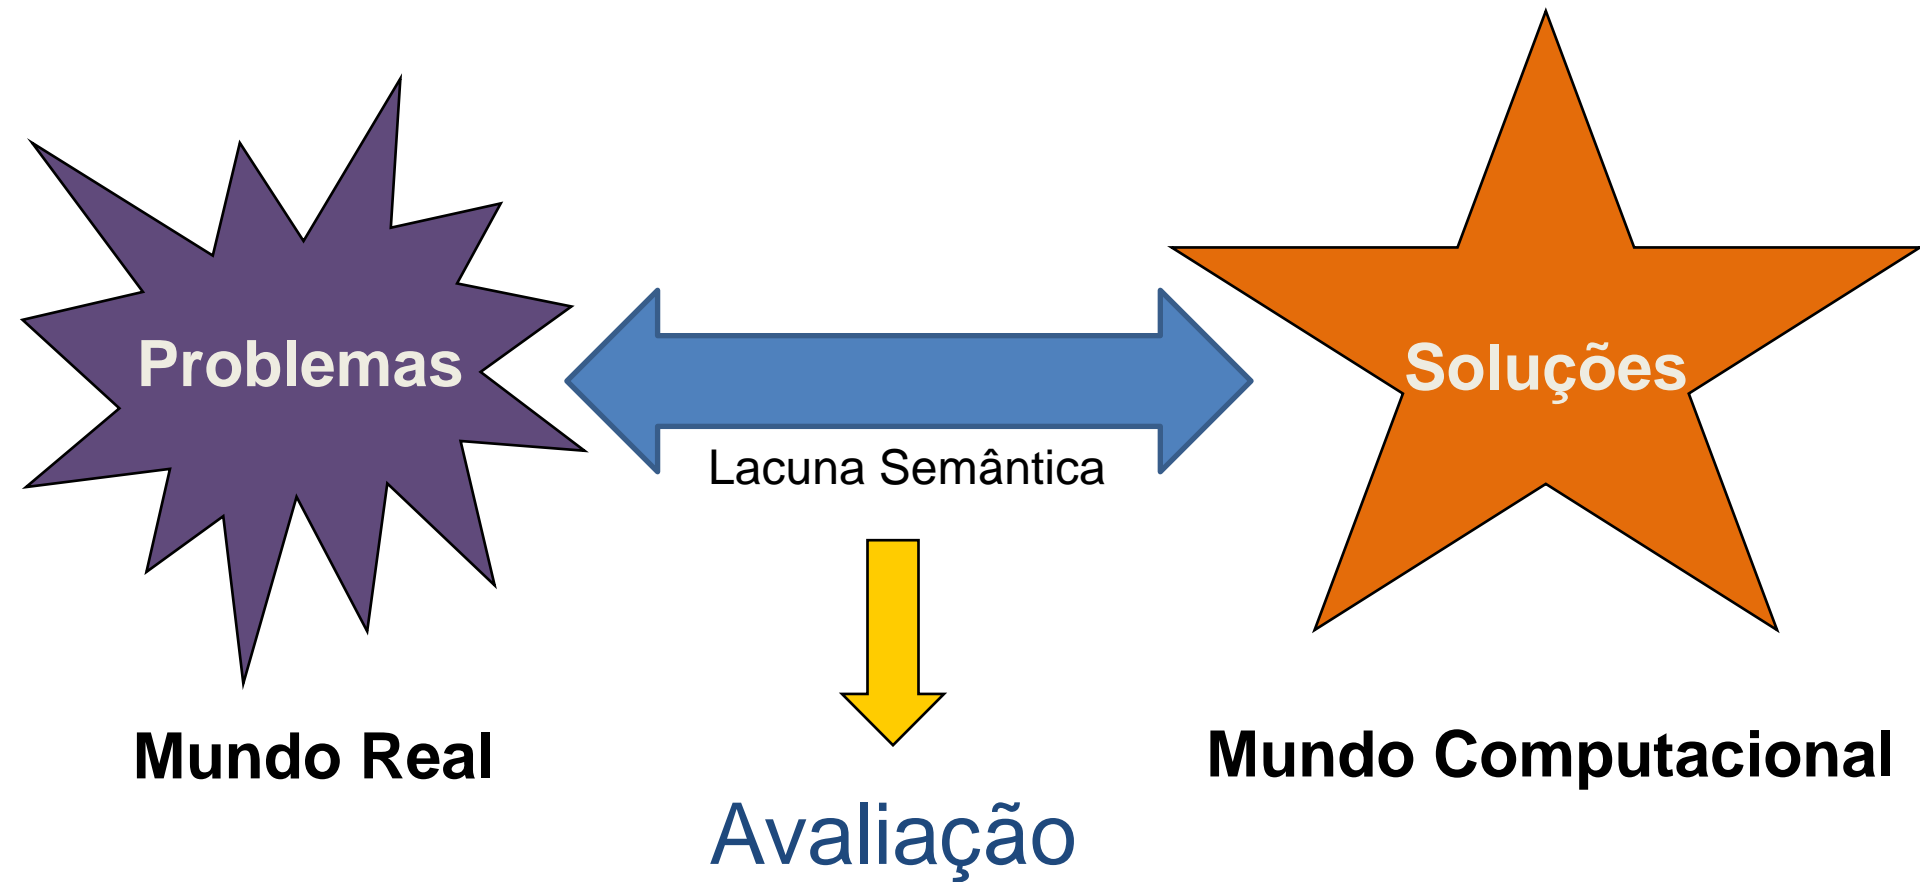 Problemas
Soluções
Lacuna Semântica
Mundo Real
Mundo Computacional
Avaliação